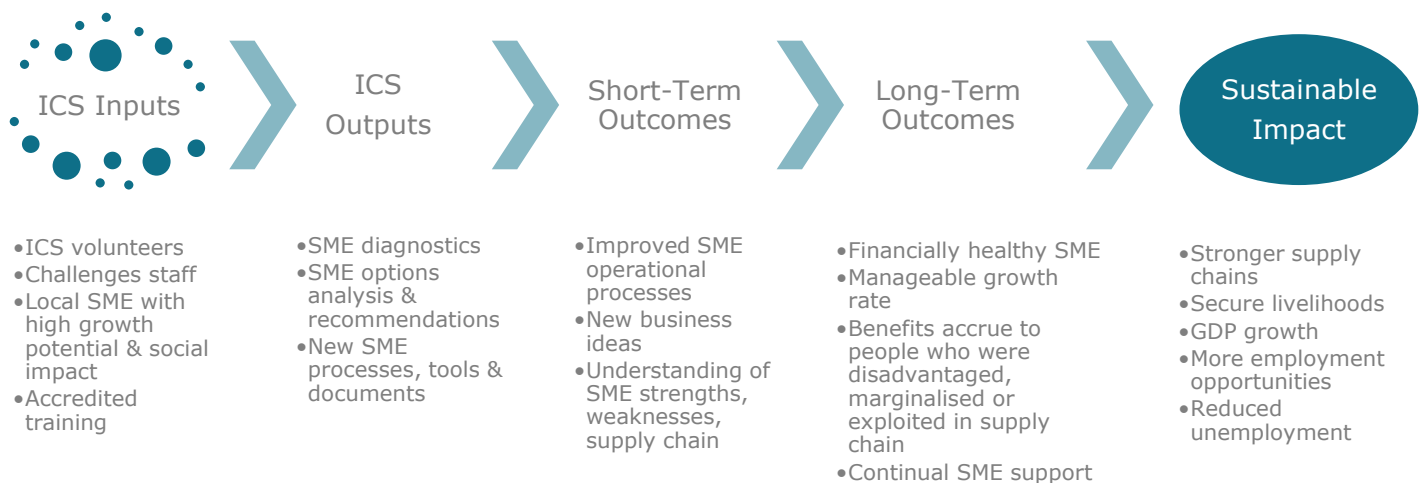 ICS Inputs
ICS
Outputs
Short-Term
Outcomes
Long-Term
Outcomes
Sustainable
Impact
•ICS volunteers
•Challenges staff
•Local SME with
high growth
potential & social
impact
•Accredited
training
•SME diagnostics
•SME options
analysis &
recommendations
•New SME
processes, tools &
documents
•Improved SME
operational
processes
•New business
ideas
•Understanding of
SME strengths,
weaknesses,
supply chain
•Financially healthy SME
•Manageable growth
rate
•Benefits accrue to
people who were
disadvantaged,
marginalised or
exploited in supply
chain
•Continual SME support
•Stronger supply
chains
•Secure livelihoods
•GDP growth
•More employment
opportunities
•Reduced
unemployment